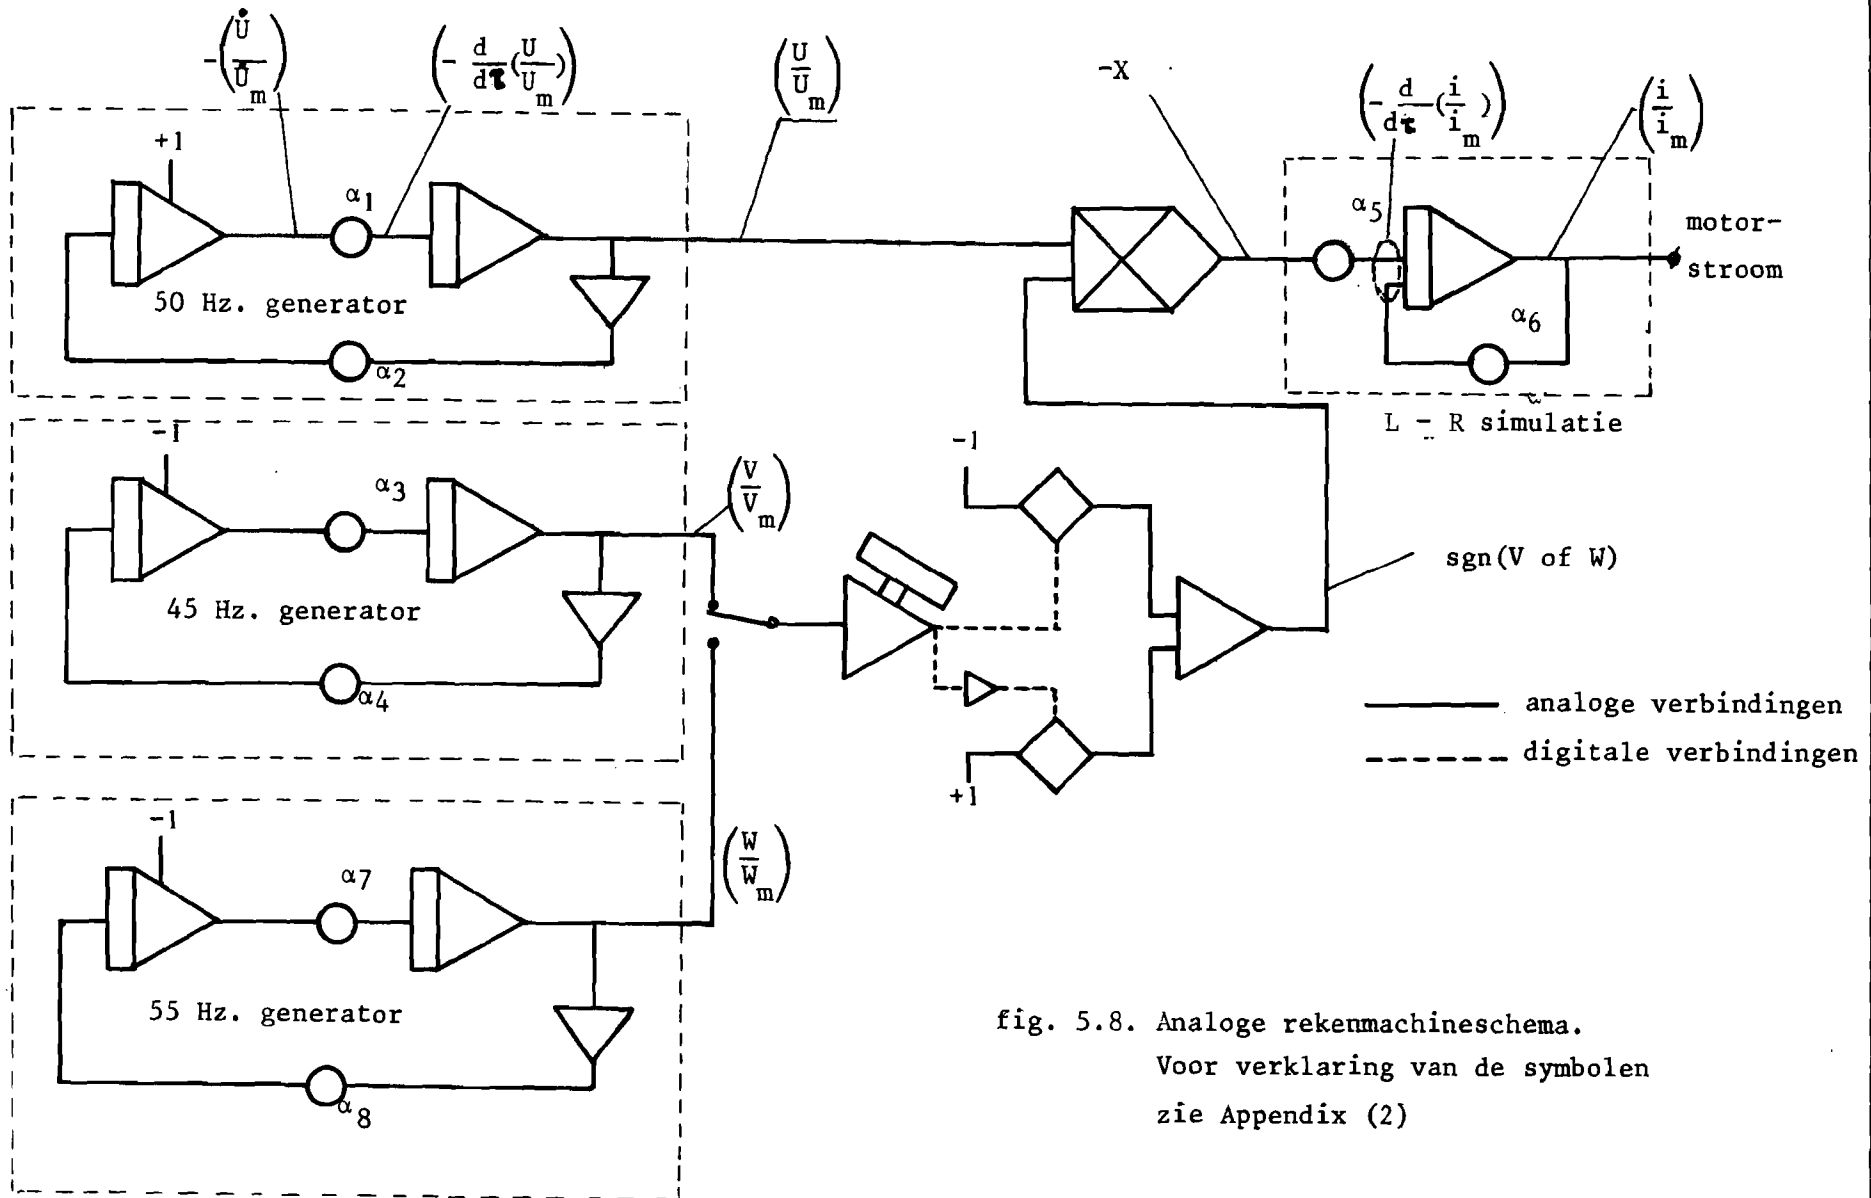 -(U̇/U̇m)
(- d/dτ(U/Um))
(U/Um)
-X
(- d/dτ(i/im))
(i/im)
+1
α1
50 Hz. generator
α2
α5
α6
motor-
stroom
L - R simulatie
-1
α3
45 Hz. generator
α4
(V/Vm)
-1
+1
sgn(V of W)
analoge verbindingen
digitale verbindingen
-1
α7
55 Hz. generator
α8
(W/Wm)
fig. 5.8. Analoge rekenmachineschema.
Voor verklaring van de symbolen
zie Appendix (2)